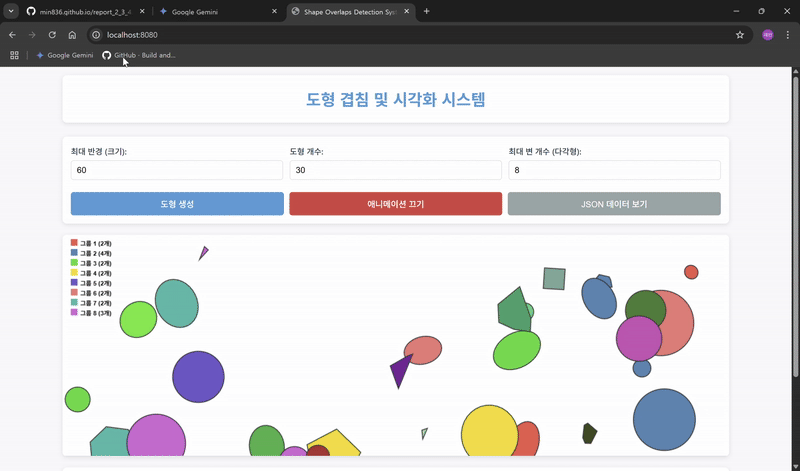 min836.github.io/report_2_3_4
Google Gemini
Shape Overlaps Detection Sys
localhost:8080
Google Gemini
GitHub · Build and...
도형 겹침 및 시각화 시스템
최대 반경 (크기):
도형 개수:
최대 변 개수 (다각형):
60
30
8
도형 생성
애니메이션 끄기
JSON 데이터 보기
그룹 1 (2개)
그룹 2 (4개)
그룹 3 (2개)
그룹 4 (2개)
그룹 5 (2개)
그룹 6 (2개)
그룹 7 (2개)
그룹 8 (3개)